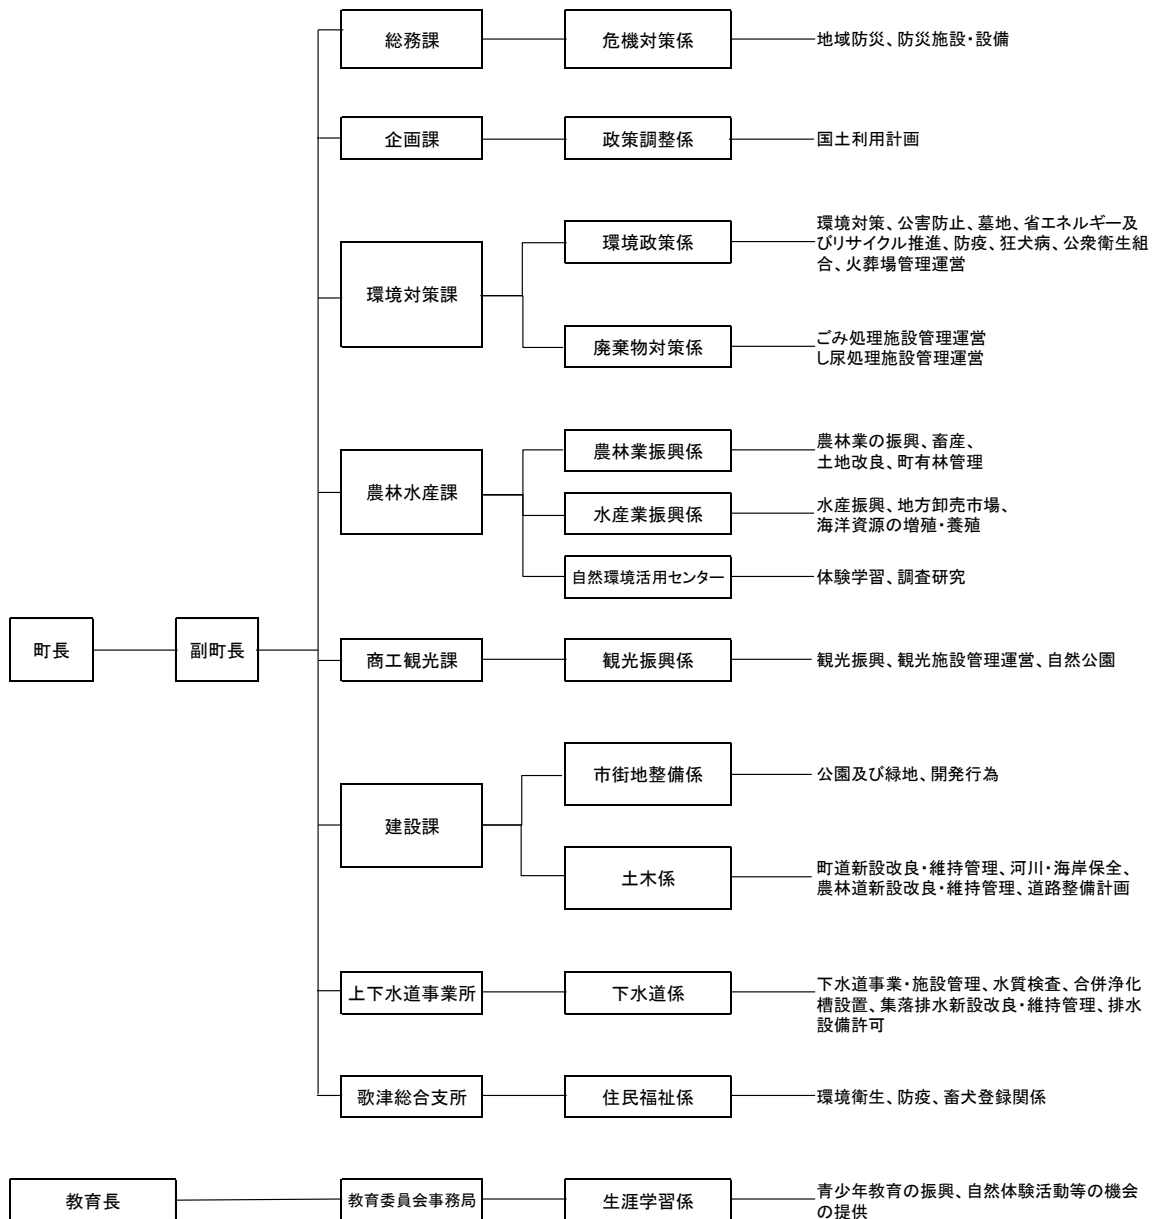 総務課
危機対策係
地域防災、防災施設・設備
企画課
政策調整係
国土利用計画
環境対策課
環境政策係
環境対策、公害防止、墓地、省エネルギー及
びリサイクル推進、防疫、狂犬病、公衆衛生組
合、火葬場管理運営
廃棄物対策係
ごみ処理施設管理運営
し尿処理施設管理運営
農林水産課
農林業振興係
農林業の振興、畜産、
土地改良、町有林管理
水産業振興係
水産振興、地方卸売市場、
海洋資源の増殖・養殖
自然環境活用センター
体験学習、調査研究
町長
副町長
商工観光課
観光振興係
観光振興、観光施設管理運営、自然公園
建設課
市街地整備係
公園及び緑地、開発行為
土木係
町道新設改良・維持管理、河川・海岸保全、
農林道新設改良・維持管理、道路整備計画
上下水道事業所
下水道係
下水道事業・施設管理、水質検査、合併浄化
槽設置、集落排水新設改良・維持管理、排水
設備許可
歌津総合支所
住民福祉係
環境衛生、防疫、畜犬登録関係
教育長
教育委員会事務局
生涯学習係
青少年教育の振興、自然体験活動等の機会
の提供